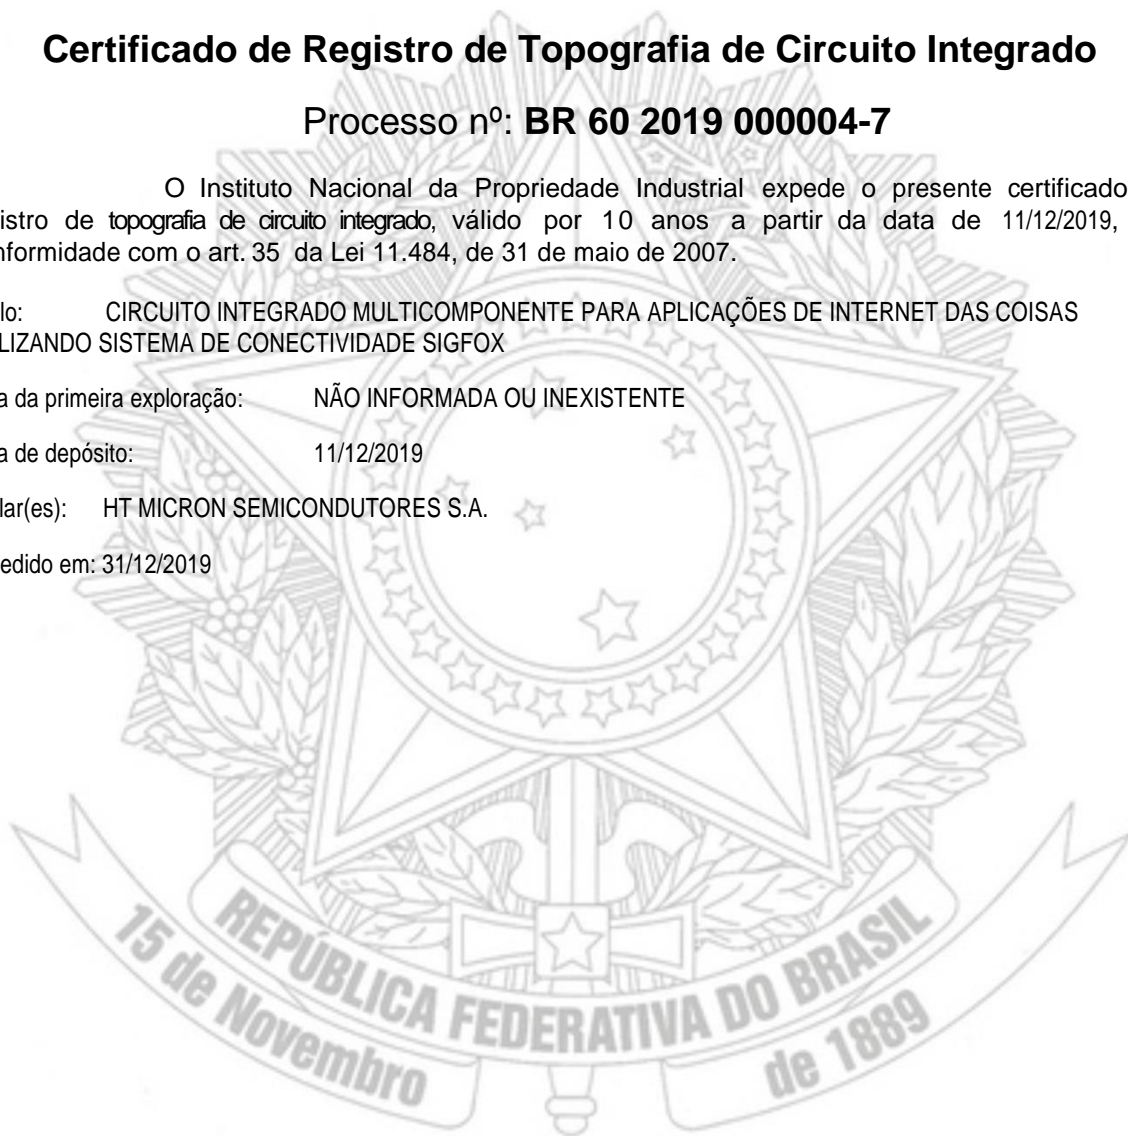 Certificado de Registro de Topografia de Circuito Integrado
Processo nº: BR 60 2019 000004-7
O Instituto Nacional da Propriedade Industrial expede o presente certificado
istro de topografia de circuito integrado, válido por 10 anos a partir da data de 11/12/2019,
nformidade com o art. 35 da Lei 11.484, de 31 de maio de 2007.
lo: CIRCUITO INTEGRADO MULTICOMPONENTE PARA APLICAÇÕES DE INTERNET DAS COISAS
LIZANDO SISTEMA DE CONECTIVIDADE SIGFOX
a da primeira exploração: NÃO INFORMADA OU INEXISTENTE
a de depósito: 11/12/2019
lar(es): HT MICRON SEMICONDUTORES S.A.
edido em: 31/12/2019
REPÚBLICA FEDERATIVA DO BRASIL
15 de Novembro de 1889